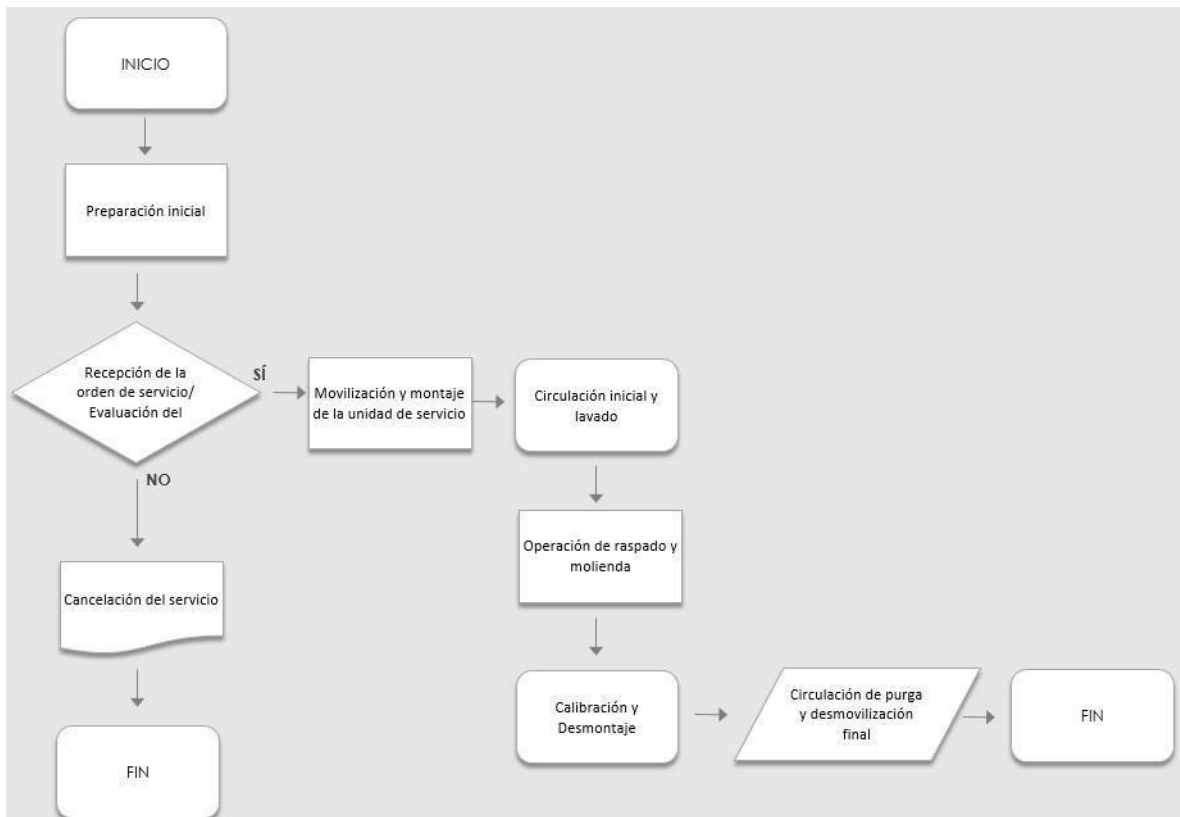 INICIO
Preparación inicial
Recepción de la
orden de servicio/
Evaluación del
SÍ
Movilización y montaje
de la unidad de servicio
Circulación inicial y
lavado
NO
Operación de raspado y
molienda
Cancelación del servicio
Calibración y
Desmontaje
Circulación de purga
y desmovilización
final
FIN
FIN